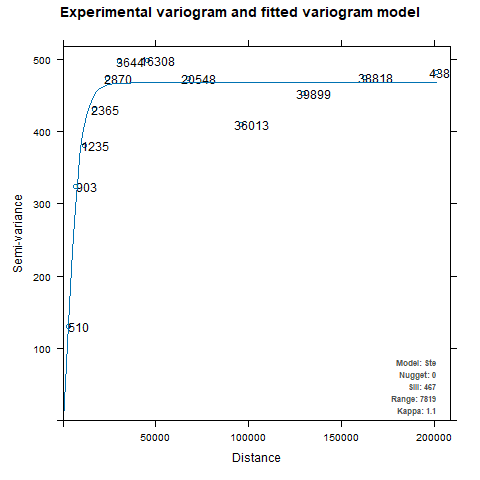 Experimental variogram and fitted variogram model
500
400
300
200
100
Semi-variance
510
903
1235
2365
2870
3644
16308
20548
36013
39899
38818
438
Model: Ste
Nugget: 0
Sill: 467
Range: 7819
Kappa: 1.1
50000
100000
150000
200000
Distance